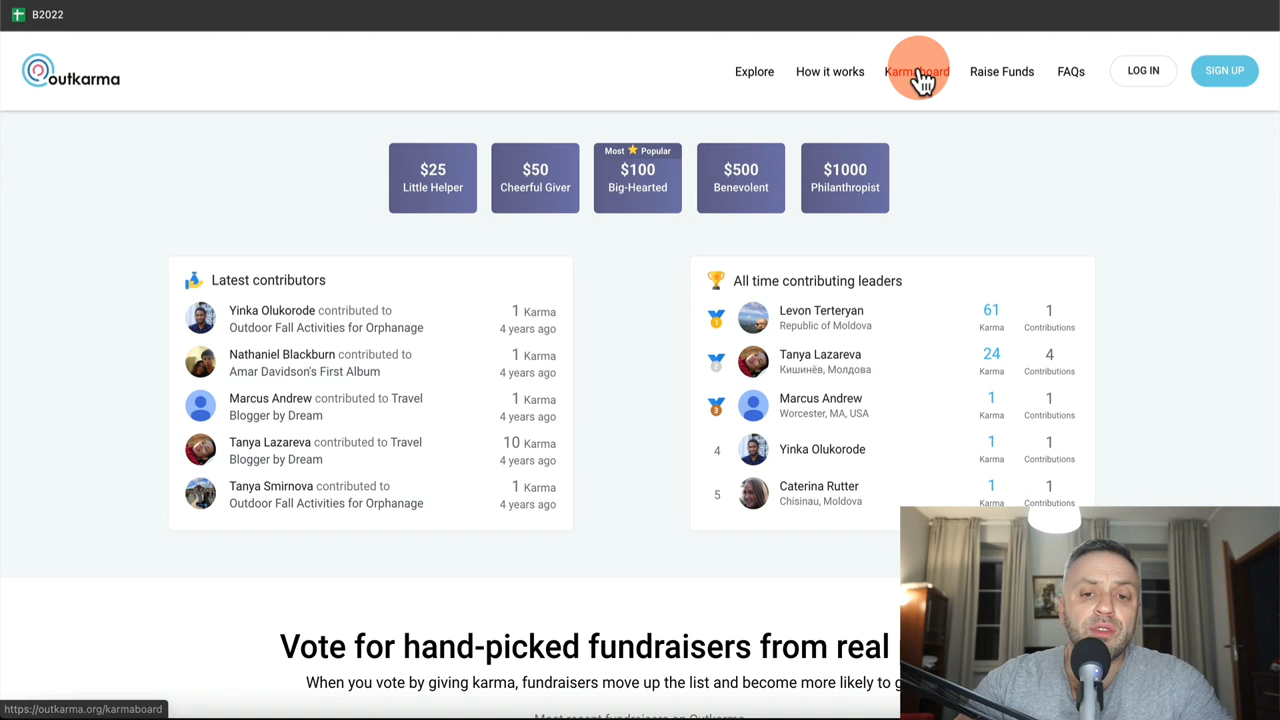 B2022
outkarma
Explore
How it works
Karmaboard
Raise Funds
FAQs
LOG IN
SIGN UP
$25
Little Helper
$50
Cheerful Giver
Most ⭐ Popular
$100
Big-Hearted
$500
Benevolent
$1000
Philanthropist
Latest contributors
Yinka Olukorode contributed to
Outdoor Fall Activities for Orphanage
1 Karma
4 years ago
Nathaniel Blackburn contributed to
Amar Davidson's First Album
1 Karma
4 years ago
Marcus Andrew contributed to Travel
Blogger by Dream
1 Karma
4 years ago
Tanya Lazareva contributed to Travel
Blogger by Dream
10 Karma
4 years ago
Tanya Smirnova contributed to
Outdoor Fall Activities for Orphanage
1 Karma
4 years ago
All time contributing leaders
1
Levon Terteryan
Republic of Moldova
61
Karma
1
Contributions
2
Tanya Lazareva
Кишинёв, Молдова
24
Karma
4
Contributions
3
Marcus Andrew
Worcester, MA, USA
1
Karma
1
Contributions
4
Yinka Olukorode
1
Karma
1
Contributions
5
Caterina Rutter
Chisinau, Moldova
1
Karma
1
Contributions
Vote for hand-picked fundraisers from real
When you vote by giving karma, fundraisers move up the list and become more likely to
Most recent fundraisers on Outkarma
https://outkarma.org/karmaboard